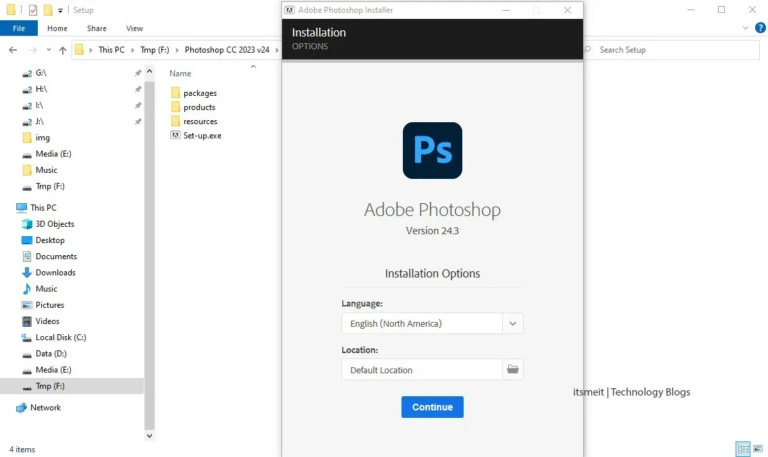 Setup
Adobe Photoshop Installer
File
Home
Share
View
Installation
OPTIONS
This PC
Tmp (F:)
Photoshop CC 2023 v24
Search Setup
G:\
H:\
I:\
J:\
img
Media (E:)
Music
Tmp (F:)
This PC
3D Objects
Desktop
Documents
Downloads
Music
Pictures
Videos
Local Disk (C:)
Data (D:)
Media (E:)
Tmp (F:)
Network
Name
packages
products
resources
Set-up.exe
Ps
Adobe Photoshop
Version 24.3
Installation Options
Language:
English (North America)
Location:
Default Location
Continue
itsmeit | Technology Blogs
4 items